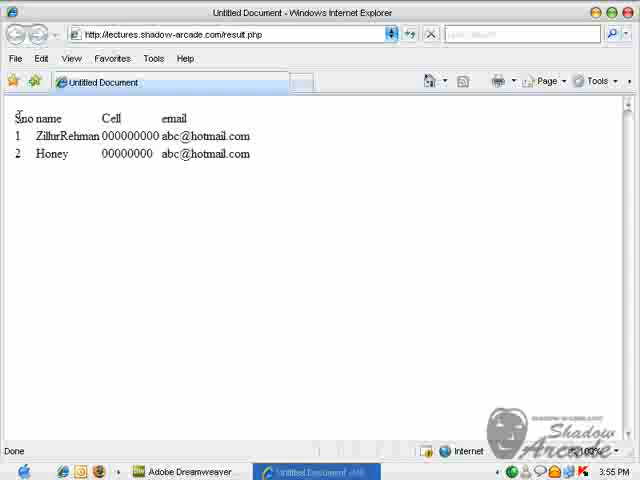 Untitled Document - Windows Internet Explorer
http://lectures.shadow-arcade.com/result.php
File Edit View Favorites Tools Help
Untitled Document
Page Tools
Sno name Cell email
1 ZillurRehman 000000000 abc@hotmail.com
2 Honey 00000000 abc@hotmail.com
Shadow
Arcade
Done Internet 100%
Adobe Dreamweaver Untitled Document 3:55 PM